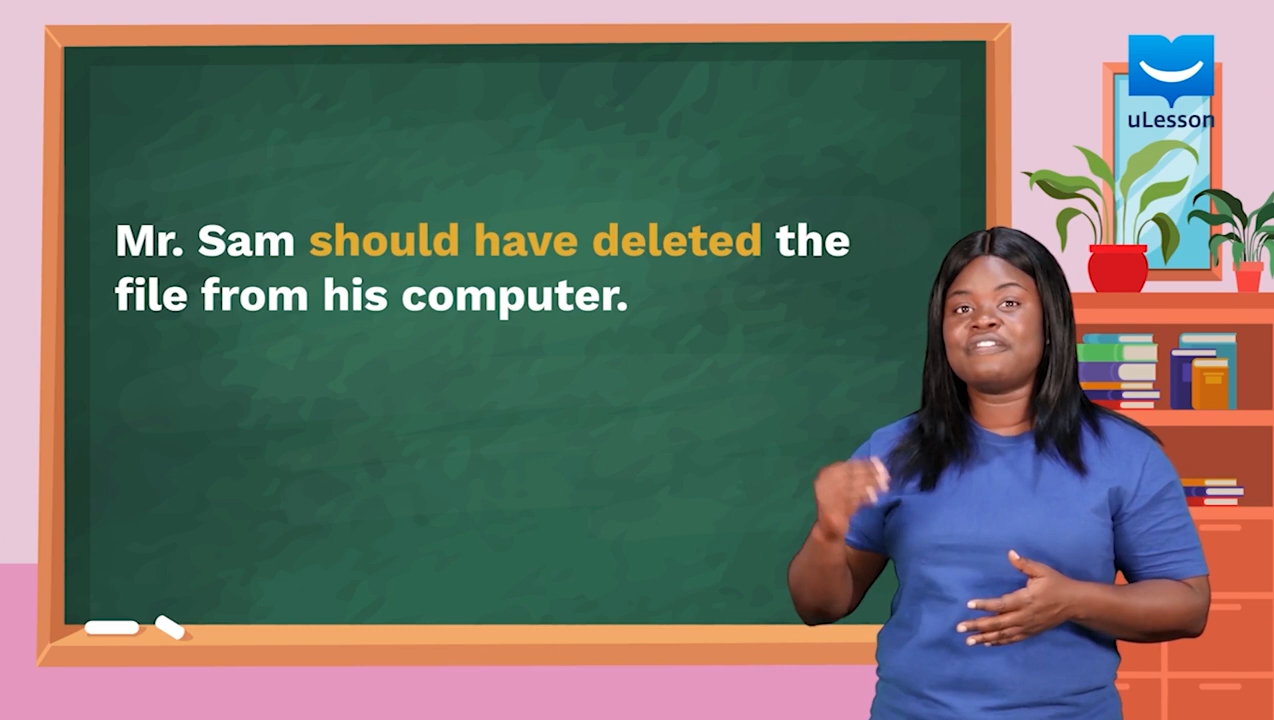 Mr. Sam should have deleted the
file from his computer.
uLesson